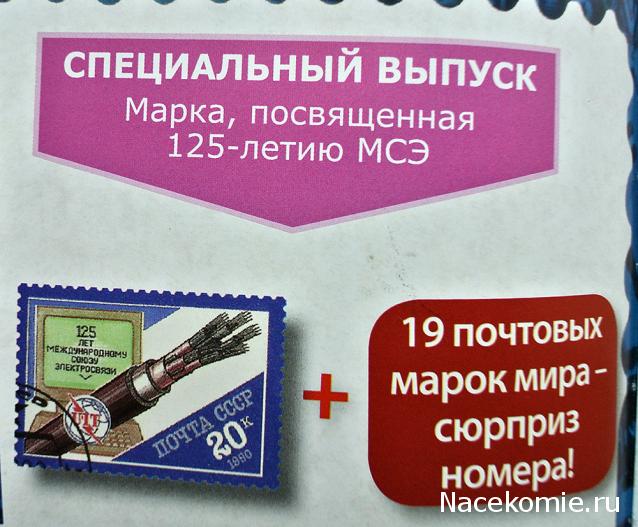 СПЕЦИАЛЬНЫЙ ВЫПУСК
Марка, посвященная
125-летию МСЭ
125
ЛЕТ
МЕЖДУНАРОДНОМУ
СОЮЗУ
ЭЛЕКТРОСВЯЗИ
UIT
ПОЧТА СССР
20к
1990
+
19 почтовых
марок мира –
сюрприз
номера!
Nacekomie.ru